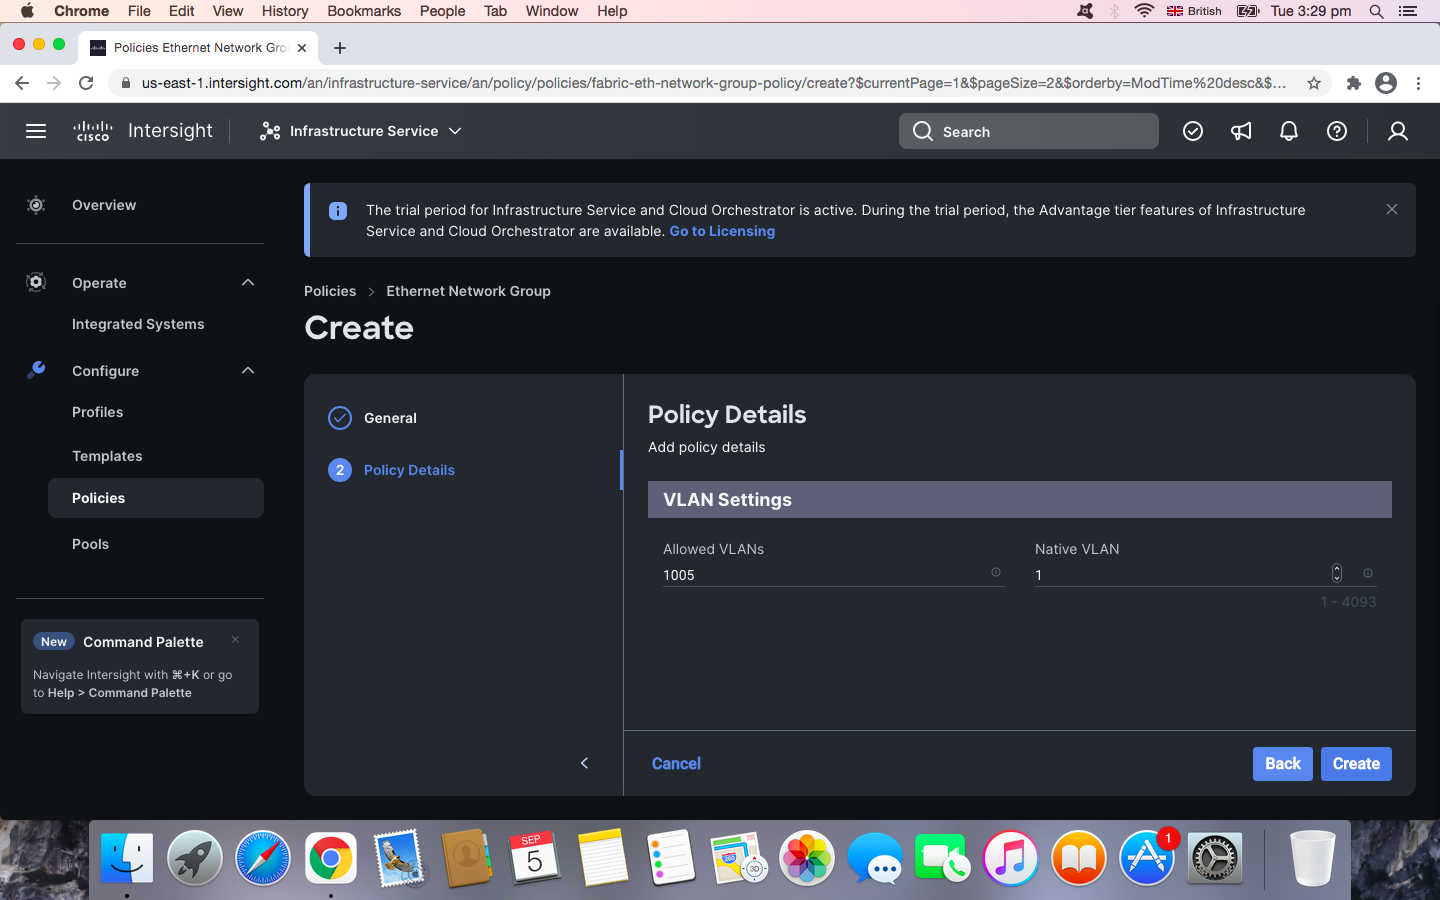 Chrome File Edit View History Bookmarks People Tab Window Help British Tue 3:29 pm
Policies Ethernet Network Gro
us-east-1.intersight.com/an/infrastructure-service/an/policy/policies/fabric-eth-network-group-policy/create?$currentPage=1&$pageSize=2&$orderby=ModTime%20desc&$...
CISCO Intersight Infrastructure Service Search
Overview
Operate
Integrated Systems
Configure
Profiles
Templates
Policies
Pools
New Command Palette
Navigate Intersight with ⌘+K or go
to Help > Command Palette
The trial period for Infrastructure Service and Cloud Orchestrator is active. During the trial period, the Advantage tier features of Infrastructure
Service and Cloud Orchestrator are available. Go to Licensing
Policies > Ethernet Network Group
Create
General
2 Policy Details
Policy Details
Add policy details
VLAN Settings
Allowed VLANs
1005
Native VLAN
1
1 - 4093
Cancel
Back Create
SEP
5
280
3D
1